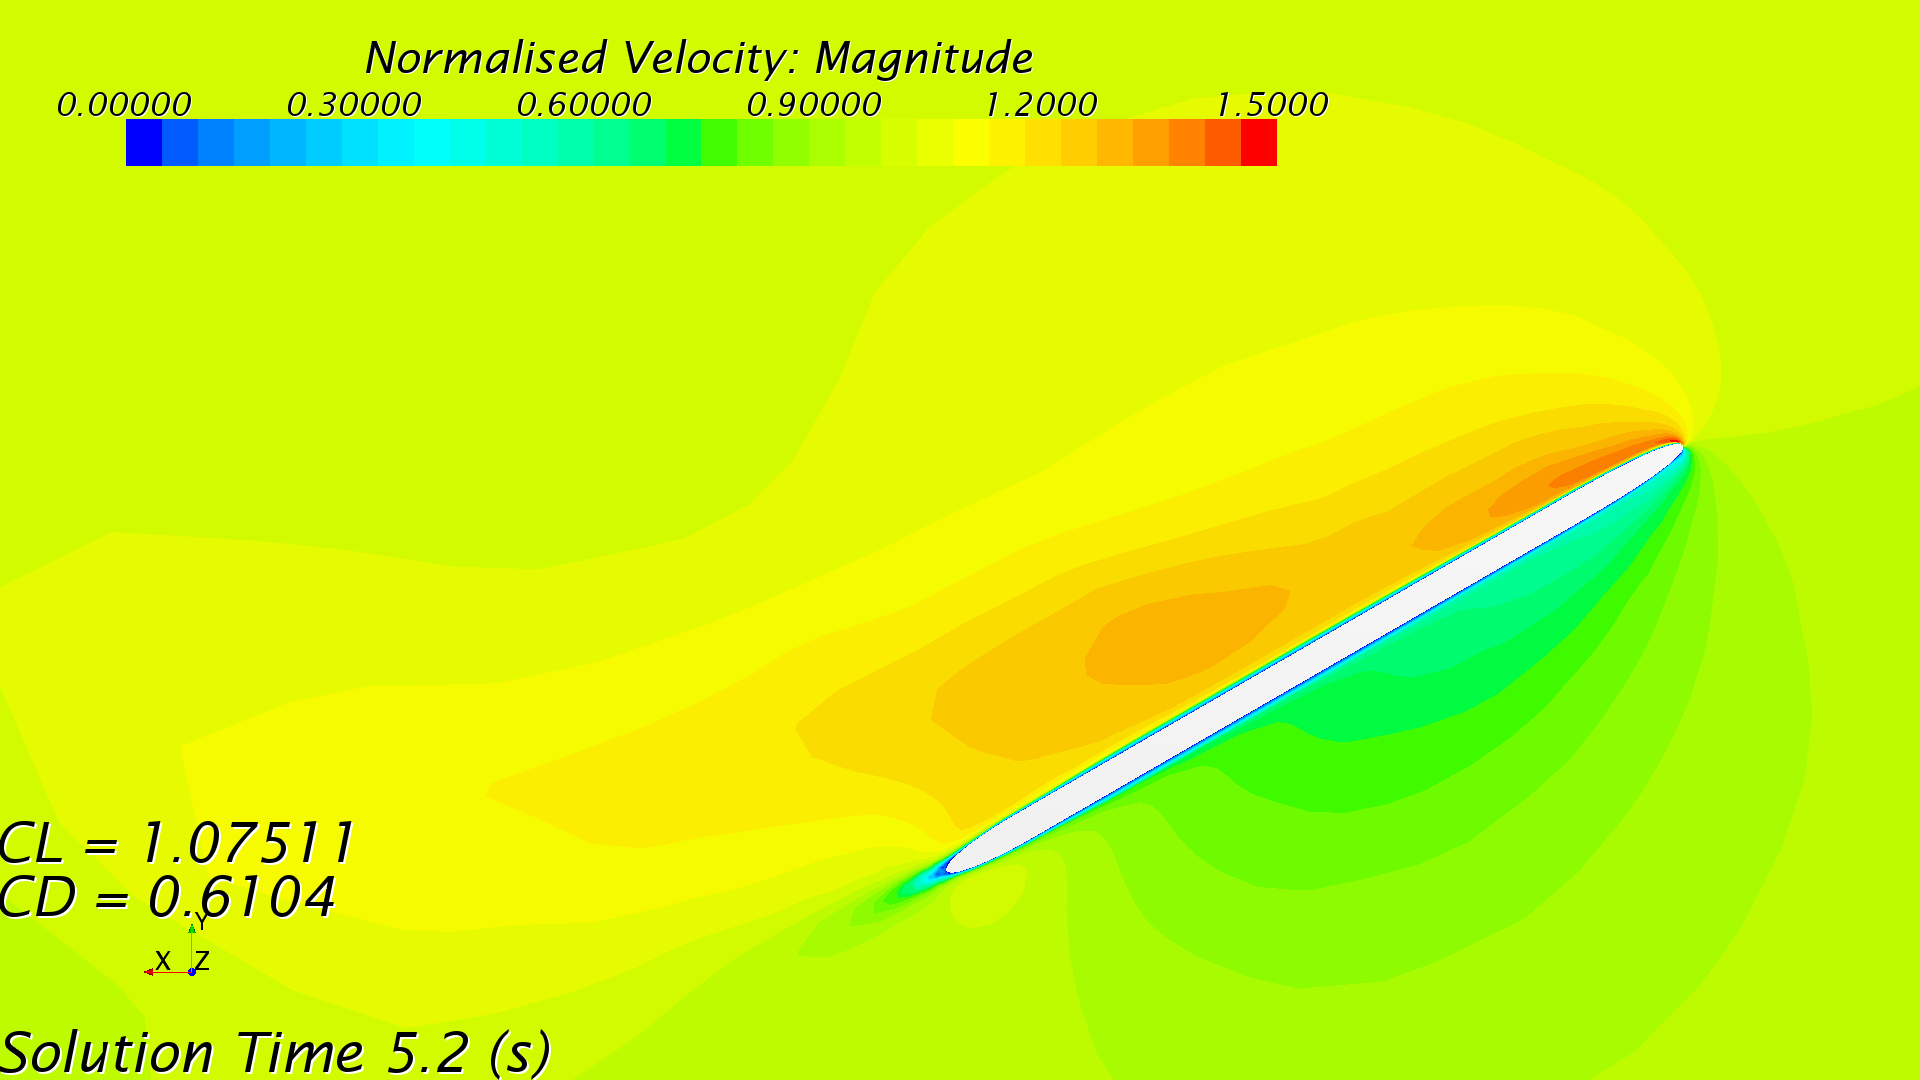 Normalised Velocity: Magnitude
0.00000 0.30000 0.60000 0.90000 1.2000 1.5000
CL = 1.07511
CD = 0.6104
Y
X Z
Solution Time 5.2 (s)